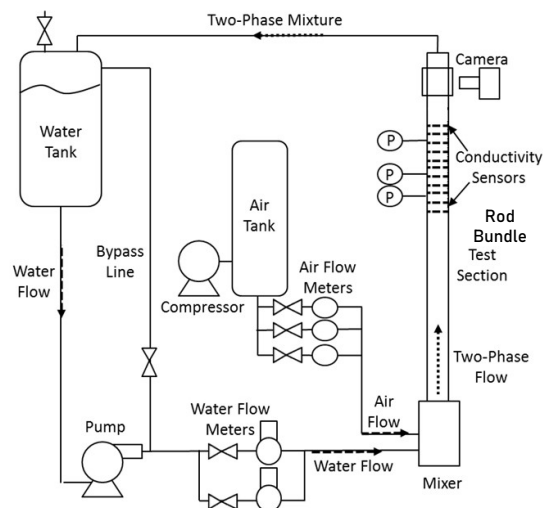 Two-Phase Mixture
Camera
Water
Tank
P
Conductivity
Sensors
P
P
Air
Tank
Rod
Bundle
Test
Section
Water
Flow
Bypass
Line
Air Flow
Meters
Compressor
Two-Phase
Flow
Air
Flow
Pump
Water Flow
Meters
Water Flow
Mixer